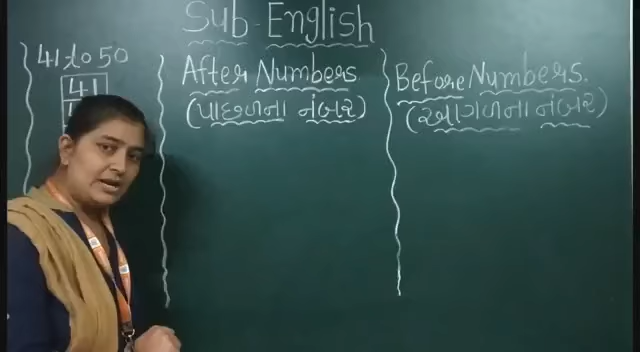 Sub-English
41 to 50
41
After Numbers
(પાછળના નંબર)
Before Numbers.
(આગળના નંબર)